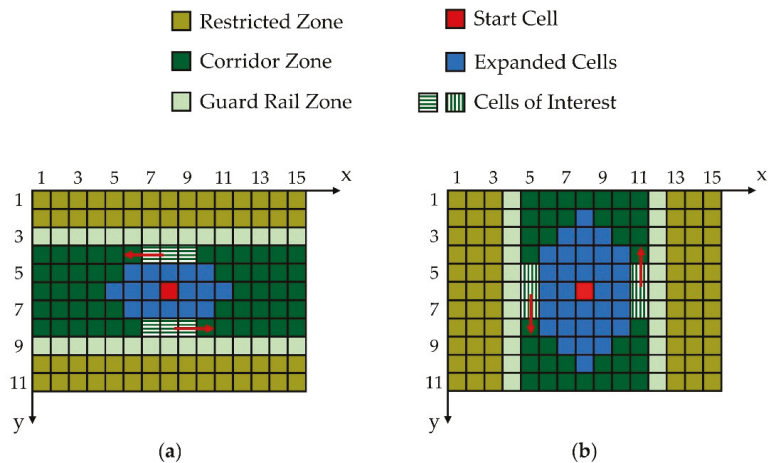 Restricted Zone
Start Cell
Corridor Zone
Expanded Cells
Guard Rail Zone
Cells of Interest
1 3 5 7 9 11 13 15 x
1
3
5
7
9
11
y
(a)
1 3 5 7 9 11 13 15 x
1
3
5
7
9
11
y
(b)